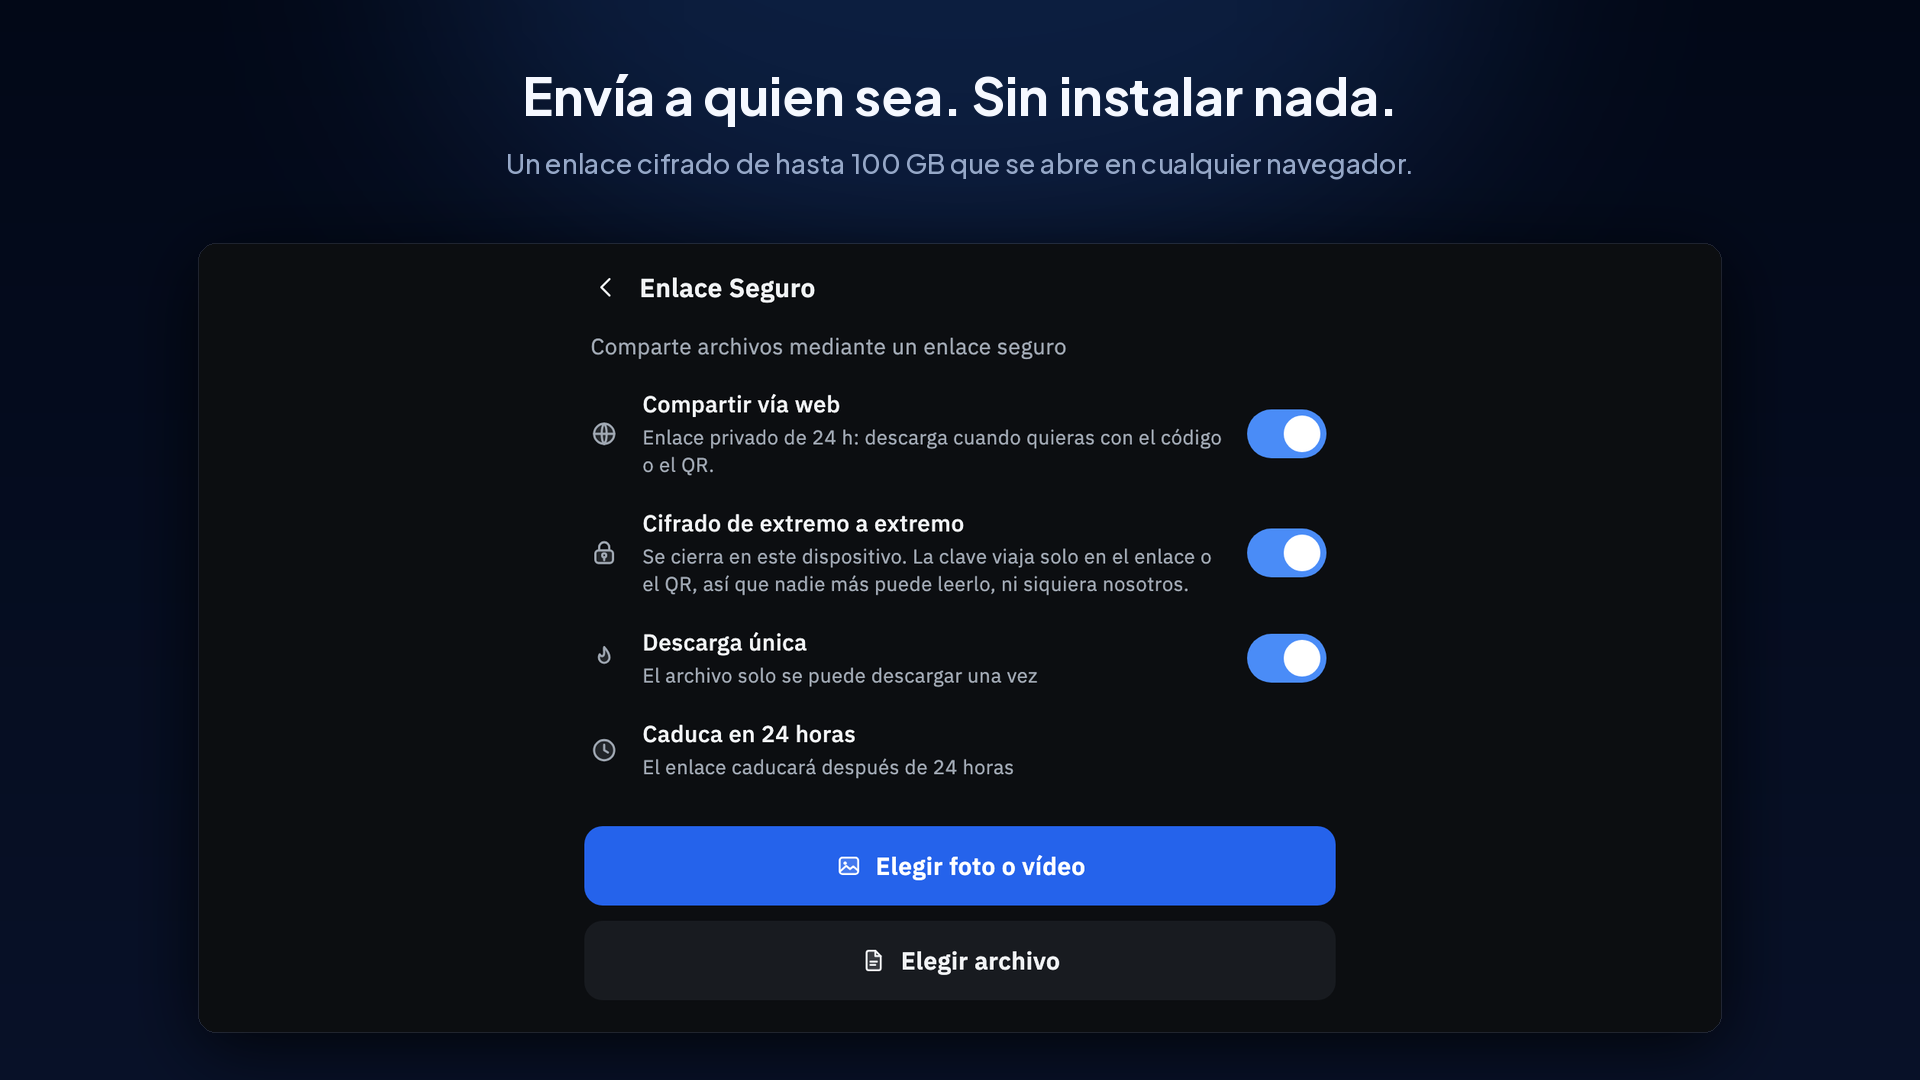 Envía a quien sea. Sin instalar nada.
Un enlace cifrado de hasta 100 GB que se abre en cualquier navegador.
Enlace Seguro
Comparte archivos mediante un enlace seguro
Compartir vía web
Enlace privado de 24 h: descarga cuando quieras con el código
o el QR.
Cifrado de extremo a extremo
Se cierra en este dispositivo. La clave viaja solo en el enlace o
el QR, así que nadie más puede leerlo, ni siquiera nosotros.
Descarga única
El archivo solo se puede descargar una vez
Caduca en 24 horas
El enlace caducará después de 24 horas
Elegir foto o vídeo
Elegir archivo